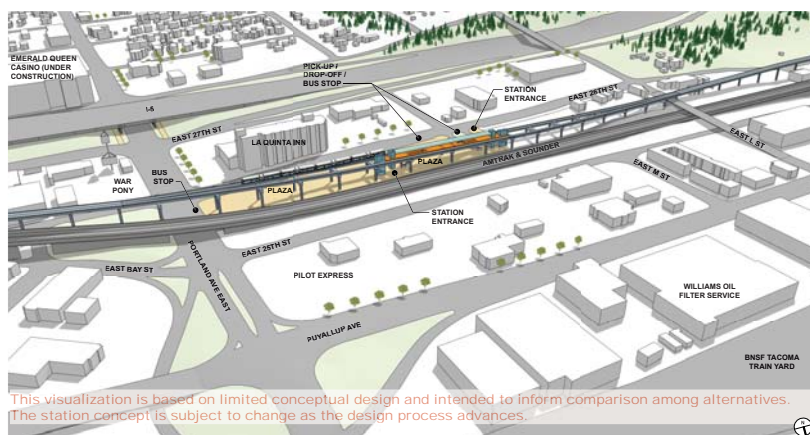 EMERALD QUEEN
CASINO (UNDER
CONSTRUCTION)
PICK-UP /
DROP-OFF /
BUS STOP
STATION
ENTRANCE
I-5
EAST 27TH ST
EAST 26TH ST
LA QUINTA INN
EAST L ST
WAR
PONY
BUS
STOP
PLAZA
PLAZA
AMTRAK & SOUNDER
EAST M ST
STATION
ENTRANCE
EAST 25TH ST
EAST BAY ST
PORTLAND AVE EAST
PILOT EXPRESS
WILLIAMS OIL
FILTER SERVICE
PUYALLUP AVE
BNSF TACOMA
TRAIN YARD
This visualization is based on limited conceptual design and intended to inform comparison among alternatives.
The station concept is subject to change as the design process advances.